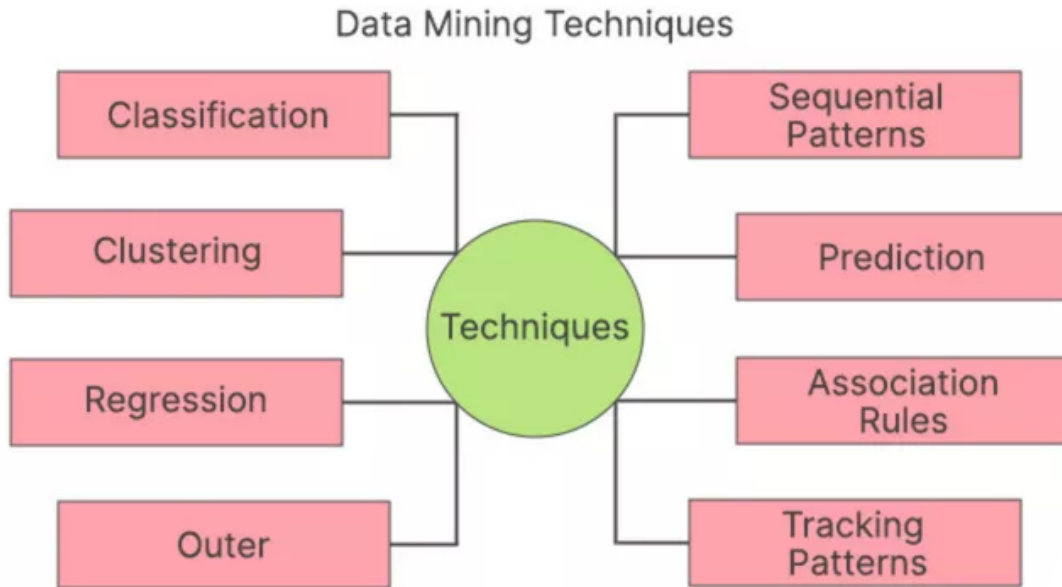 Data Mining Techniques
Classification
Sequential
Patterns
Clustering
Prediction
Techniques
Regression
Association
Rules
Outer
Tracking
Patterns